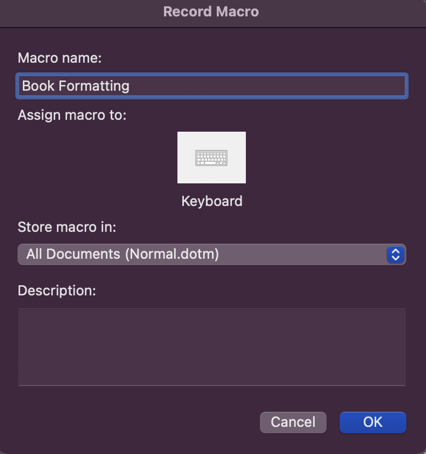 Record Macro
Macro name:
Book Formatting
Assign macro to:
Keyboard
Store macro in:
All Documents (Normal.dotm)
Description:
Cancel
OK